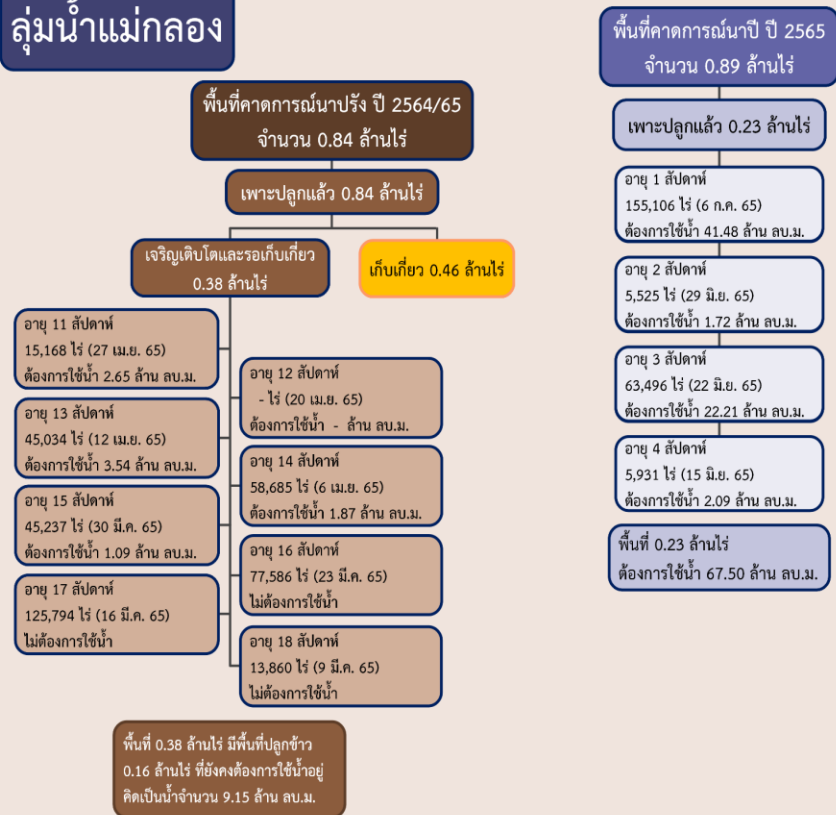 ลุ่มน้ำแม่กลอง
พื้นที่คาดการณ์นาปรัง ปี 2564/65
จำนวน 0.84 ล้านไร่
เพาะปลูกแล้ว 0.84 ล้านไร่
เจริญเติบโตและรอเก็บเกี่ยว
0.38 ล้านไร่
เก็บเกี่ยว 0.46 ล้านไร่
อายุ 11 สัปดาห์
15,168 ไร่ (27 เม.ย. 65)
ต้องการใช้น้ำ 2.65 ล้าน ลบ.ม.
อายุ 12 สัปดาห์
- ไร่ (20 เม.ย. 65)
ต้องการใช้น้ำ - ล้าน ลบ.ม.
อายุ 13 สัปดาห์
45,034 ไร่ (12 เม.ย. 65)
ต้องการใช้น้ำ 3.54 ล้าน ลบ.ม.
อายุ 14 สัปดาห์
58,685 ไร่ (6 เม.ย. 65)
ต้องการใช้น้ำ 1.87 ล้าน ลบ.ม.
อายุ 15 สัปดาห์
45,237 ไร่ (30 มี.ค. 65)
ต้องการใช้น้ำ 1.09 ล้าน ลบ.ม.
อายุ 16 สัปดาห์
77,586 ไร่ (23 มี.ค. 65)
ไม่ต้องการใช้น้ำ
อายุ 17 สัปดาห์
125,794 ไร่ (16 มี.ค. 65)
ไม่ต้องการใช้น้ำ
อายุ 18 สัปดาห์
13,860 ไร่ (9 มี.ค. 65)
ไม่ต้องการใช้น้ำ
พื้นที่ 0.38 ล้านไร่ มีพื้นที่ปลูกข้าว
0.16 ล้านไร่ ที่ยังคงต้องการใช้น้ำอยู่
คิดเป็นน้ำจำนวน 9.15 ล้าน ลบ.ม.
พื้นที่คาดการณ์นาปี ปี 2565
จำนวน 0.89 ล้านไร่
เพาะปลูกแล้ว 0.23 ล้านไร่
อายุ 1 สัปดาห์
155,106 ไร่ (6 ก.ค. 65)
ต้องการใช้น้ำ 41.48 ล้าน ลบ.ม.
อายุ 2 สัปดาห์
5,525 ไร่ (29 มิ.ย. 65)
ต้องการใช้น้ำ 1.72 ล้าน ลบ.ม.
อายุ 3 สัปดาห์
63,496 ไร่ (22 มิ.ย. 65)
ต้องการใช้น้ำ 22.21 ล้าน ลบ.ม.
อายุ 4 สัปดาห์
5,931 ไร่ (15 มิ.ย. 65)
ต้องการใช้น้ำ 2.09 ล้าน ลบ.ม.
พื้นที่ 0.23 ล้านไร่
ต้องการใช้น้ำ 67.50 ล้าน ลบ.ม.